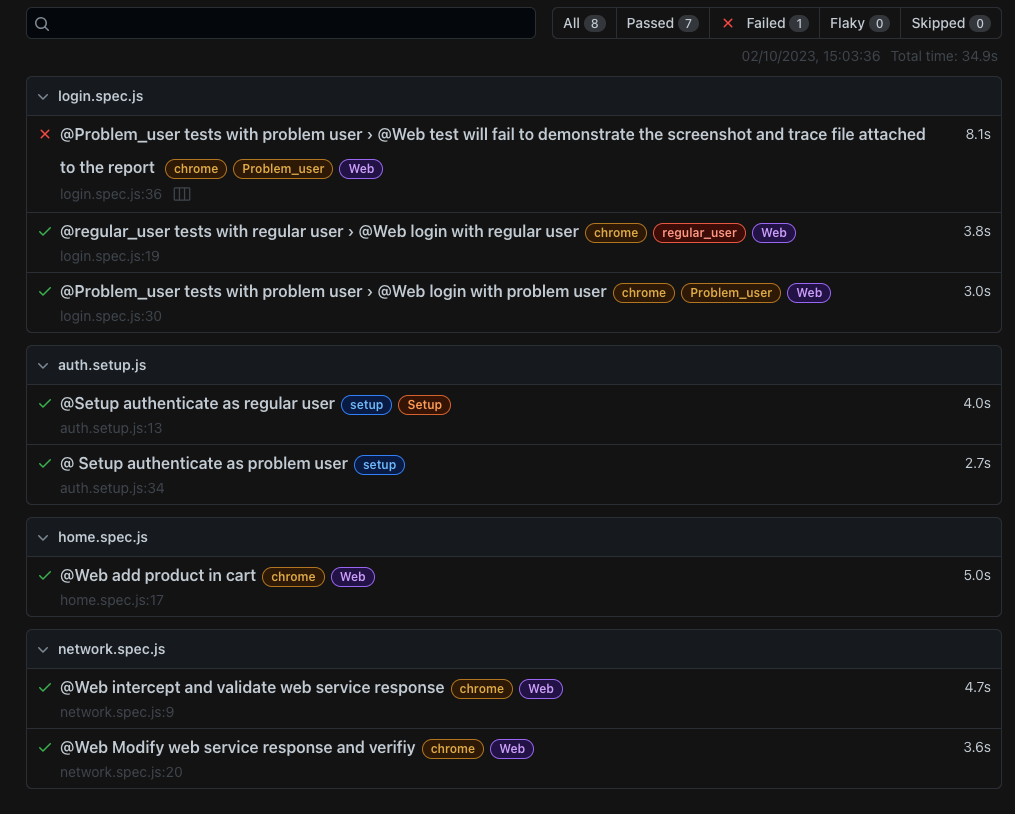 All 8 Passed 7 Failed 1 Flaky 0 Skipped 0
02/10/2023, 15:03:36 Total time: 34.9s
login.spec.js
@Problem_user tests with problem user › @Web test will fail to demonstrate the screenshot and trace file attached 8.1s
to the report chrome Problem_user Web
login.spec.js:36
@regular_user tests with regular user › @Web login with regular user chrome regular_user Web 3.8s
login.spec.js:19
@Problem_user tests with problem user › @Web login with problem user chrome Problem_user Web 3.0s
login.spec.js:30
auth.setup.js
@Setup authenticate as regular user setup Setup 4.0s
auth.setup.js:13
@ Setup authenticate as problem user setup 2.7s
auth.setup.js:34
home.spec.js
@Web add product in cart chrome Web 5.0s
home.spec.js:17
network.spec.js
@Web intercept and validate web service response chrome Web 4.7s
network.spec.js:9
@Web Modify web service response and verifiy chrome Web 3.6s
network.spec.js:20